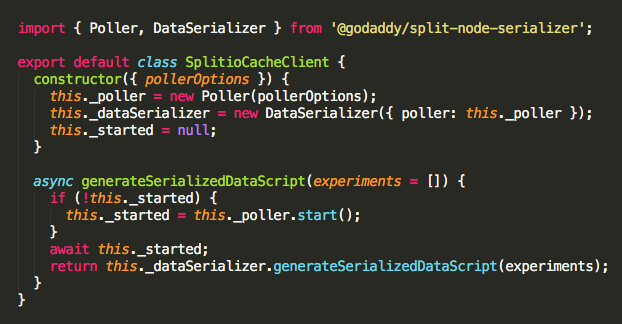 import { Poller, DataSerializer } from '@godaddy/split-node-serializer';

export default class SplitioCacheClient {
  constructor({ pollerOptions }) {
    this._poller = new Poller(pollerOptions);
    this._dataSerializer = new DataSerializer({ poller: this._poller });
    this._started = null;
  }

  async generateSerializedDataScript(experiments = []) {
    if (!this._started) {
      this._started = this._poller.start();
    }
    await this._started;
    return this._dataSerializer.generateSerializedDataScript(experiments);
  }
}